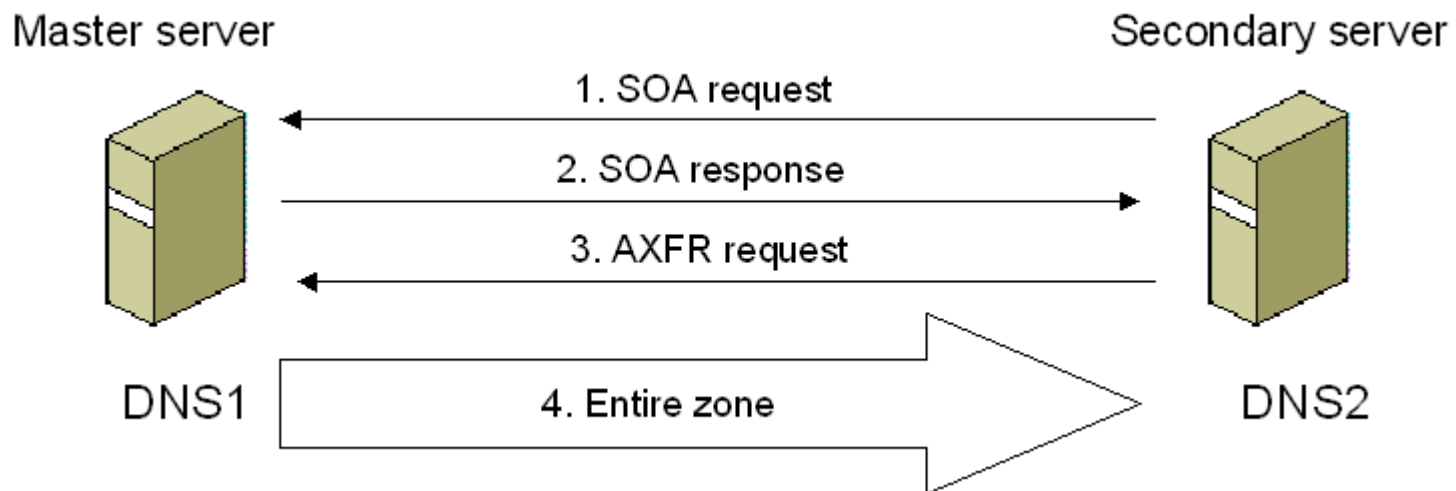 Master server
Secondary server
1. SOA request
2. SOA response
3. AXFR request
4. Entire zone
DNS1
DNS2